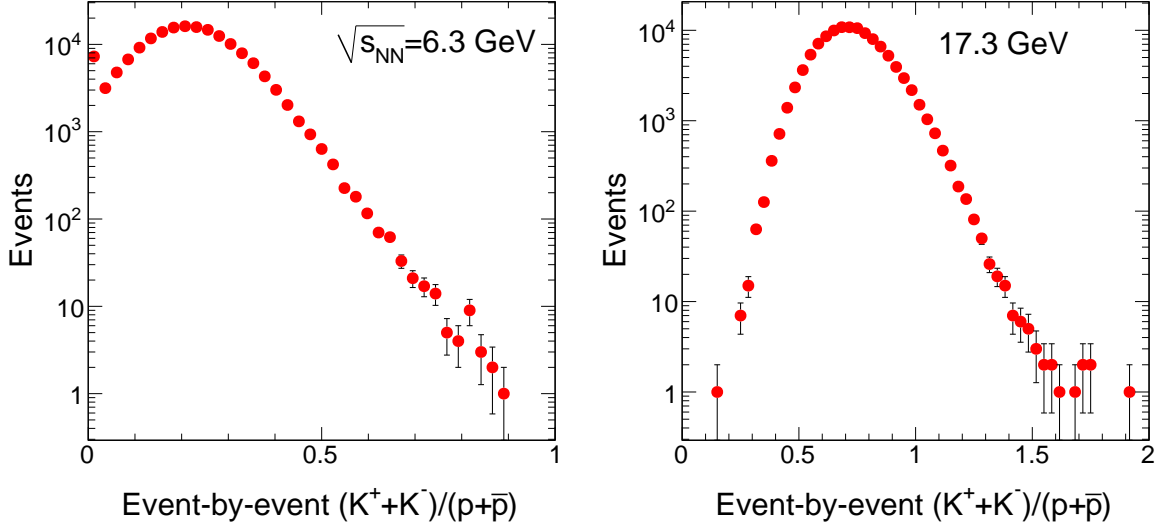 Events
10⁴
10³
10²
10
1
√s_NN=6.3 GeV
0 0.5 1
Event-by-event (K⁺+K⁻)/(p+p̅)
Events
10⁴
10³
10²
10
1
17.3 GeV
0 0.5 1 1.5 2
Event-by-event (K⁺+K⁻)/(p+p̅)